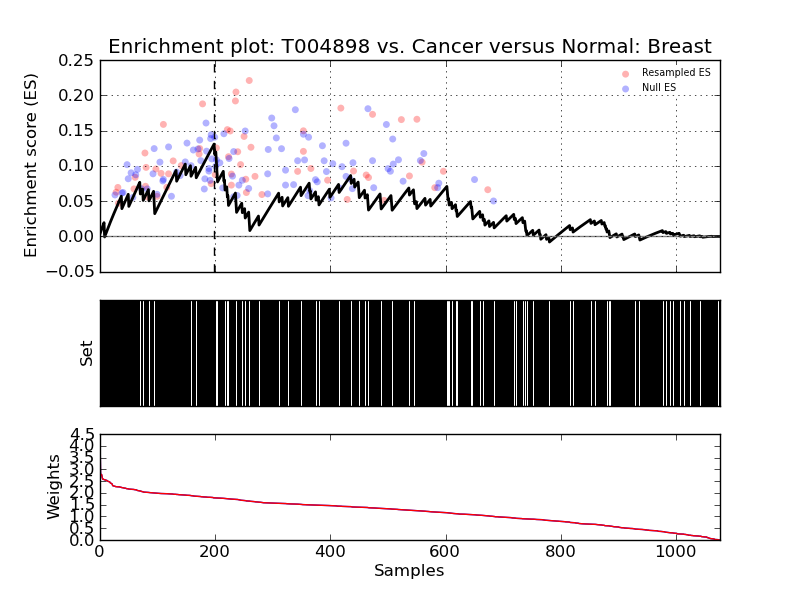 Enrichment plot: T004898 vs. Cancer versus Normal: Breast
0.25
0.20
0.15
0.10
0.05
0.00
−0.05
Enrichment score (ES)
Resampled ES
Null ES
Set
4.5
4.0
3.5
3.0
2.5
2.0
1.5
1.0
0.5
0.0
Weights
0 200 400 600 800 1000
Samples